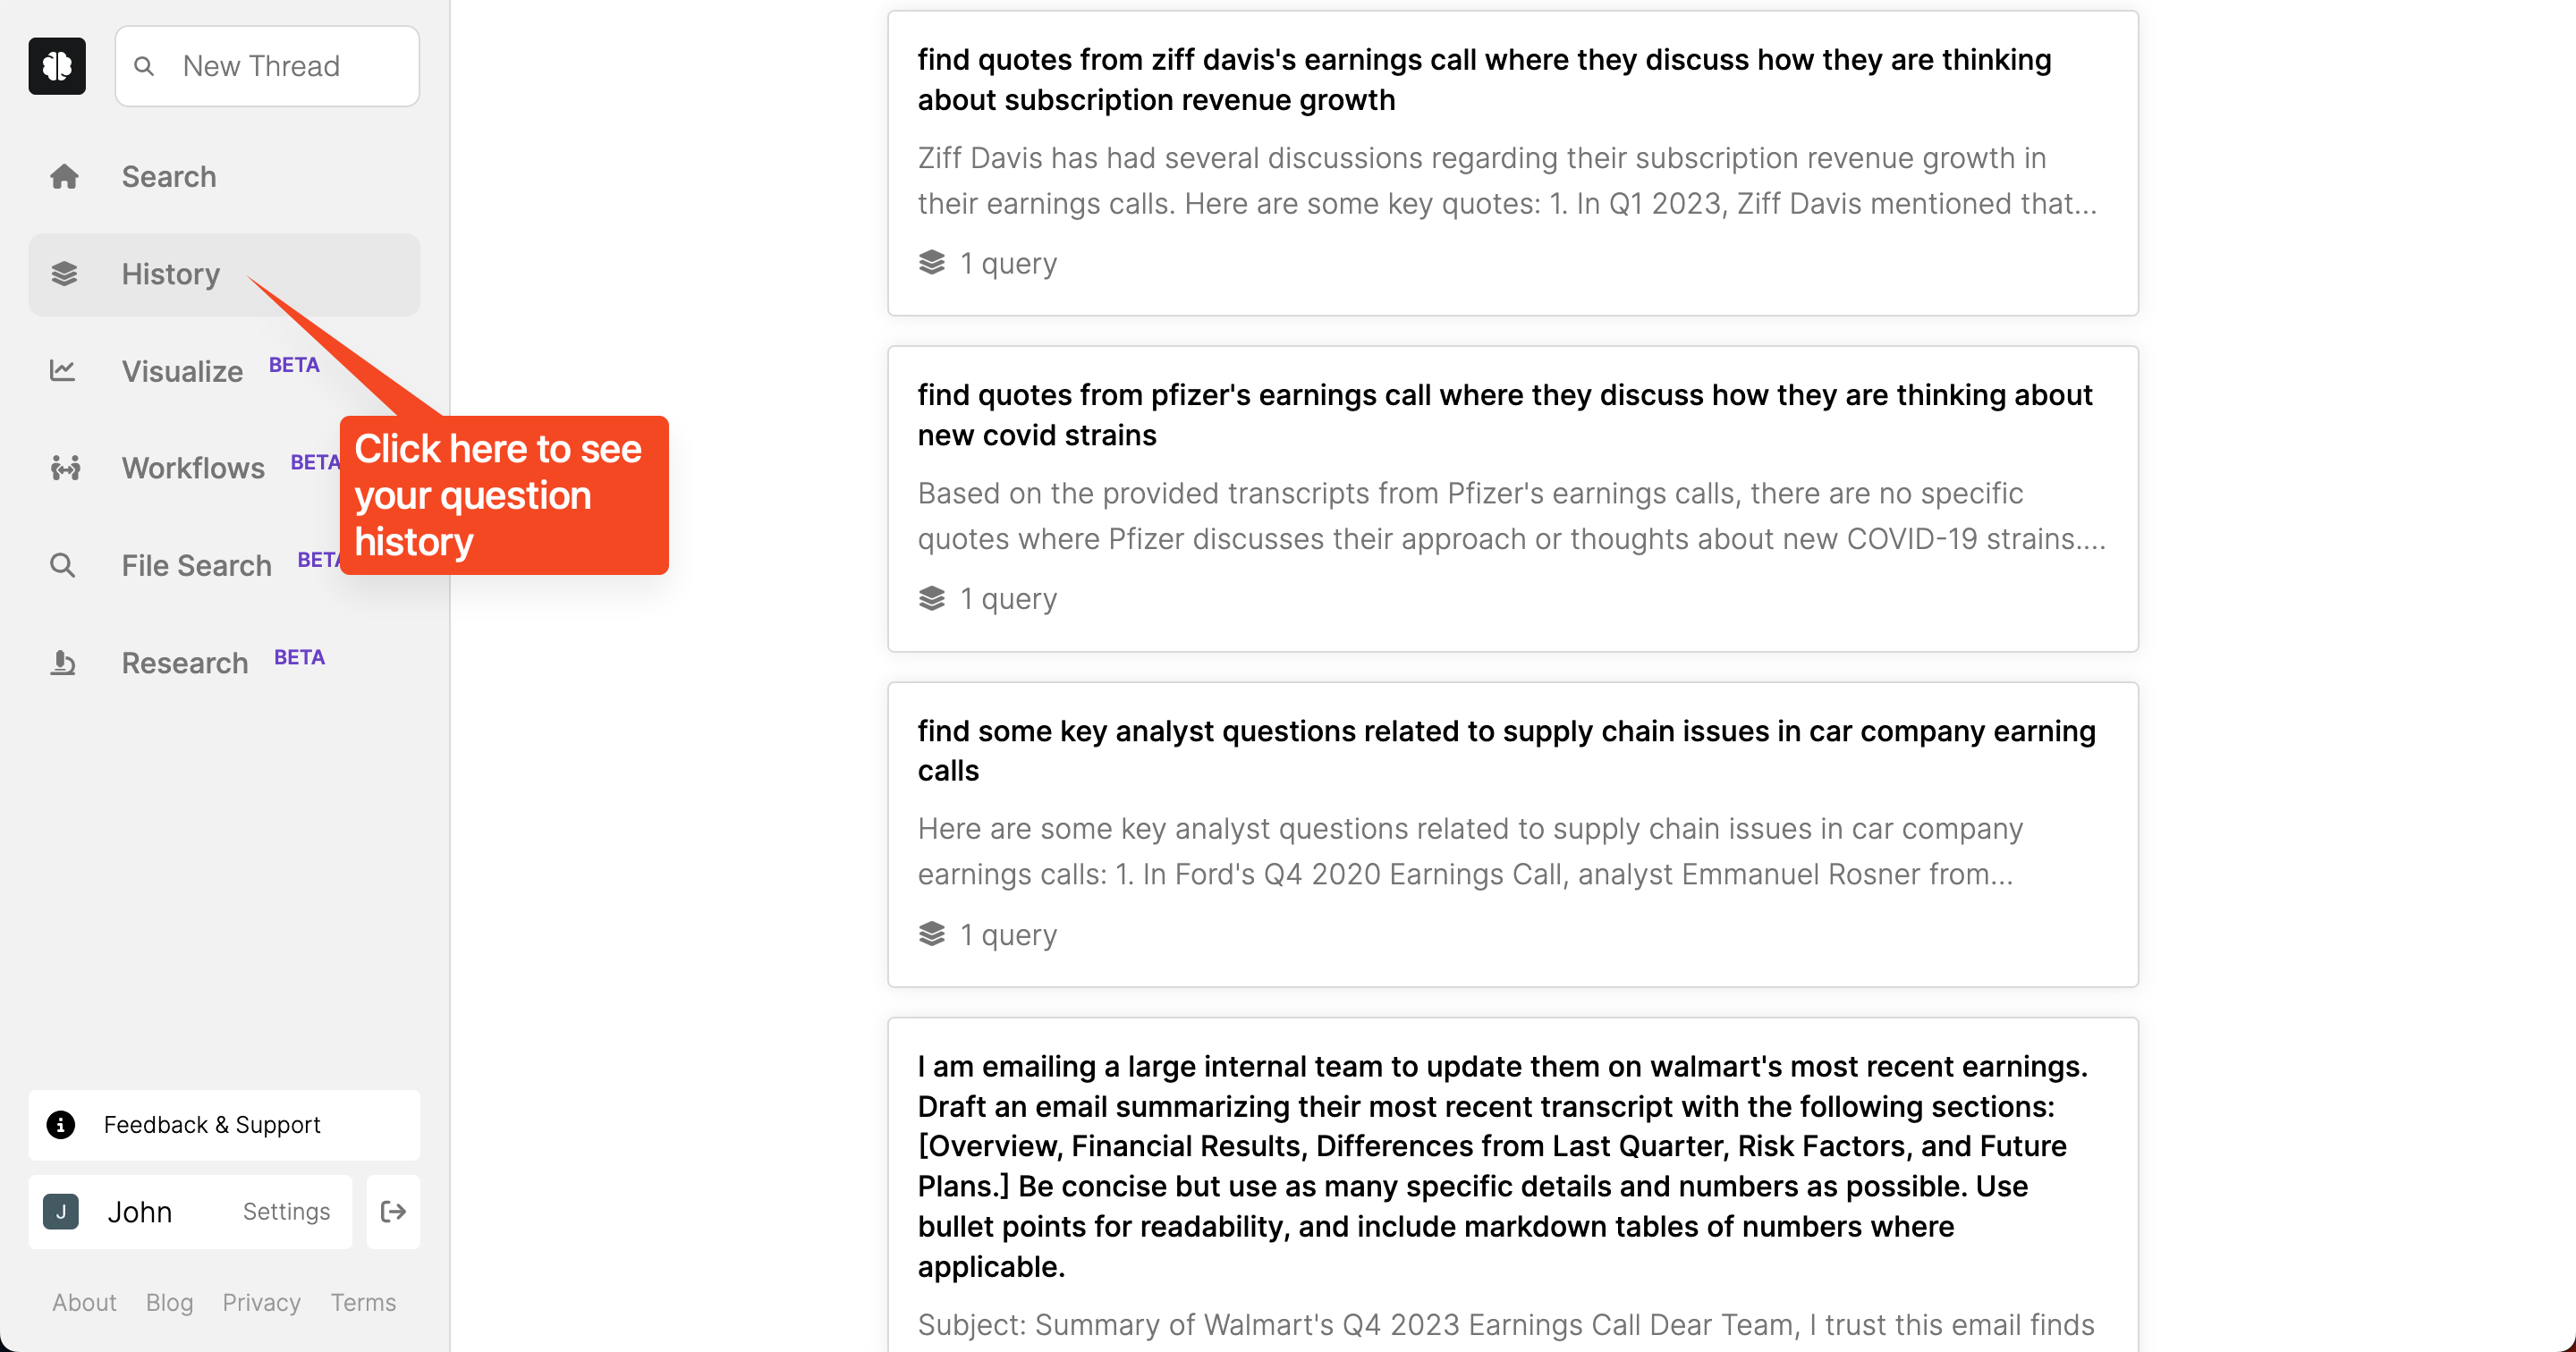 New Thread
Search
History
Visualize BETA
Workflows BETA
File Search BETA
Research BETA
Click here to see
your question
history
Feedback & Support
J John Settings
About Blog Privacy Terms
find quotes from ziff davis's earnings call where they discuss how they are thinking
about subscription revenue growth
Ziff Davis has had several discussions regarding their subscription revenue growth in
their earnings calls. Here are some key quotes: 1. In Q1 2023, Ziff Davis mentioned that...
1 query
find quotes from pfizer's earnings call where they discuss how they are thinking about
new covid strains
Based on the provided transcripts from Pfizer's earnings calls, there are no specific
quotes where Pfizer discusses their approach or thoughts about new COVID-19 strains....
1 query
find some key analyst questions related to supply chain issues in car company earning
calls
Here are some key analyst questions related to supply chain issues in car company
earnings calls: 1. In Ford's Q4 2020 Earnings Call, analyst Emmanuel Rosner from...
1 query
I am emailing a large internal team to update them on walmart's most recent earnings.
Draft an email summarizing their most recent transcript with the following sections:
[Overview, Financial Results, Differences from Last Quarter, Risk Factors, and Future
Plans.] Be concise but use as many specific details and numbers as possible. Use
bullet points for readability, and include markdown tables of numbers where
applicable.
Subject: Summary of Walmart's Q4 2023 Earnings Call Dear Team, I trust this email finds